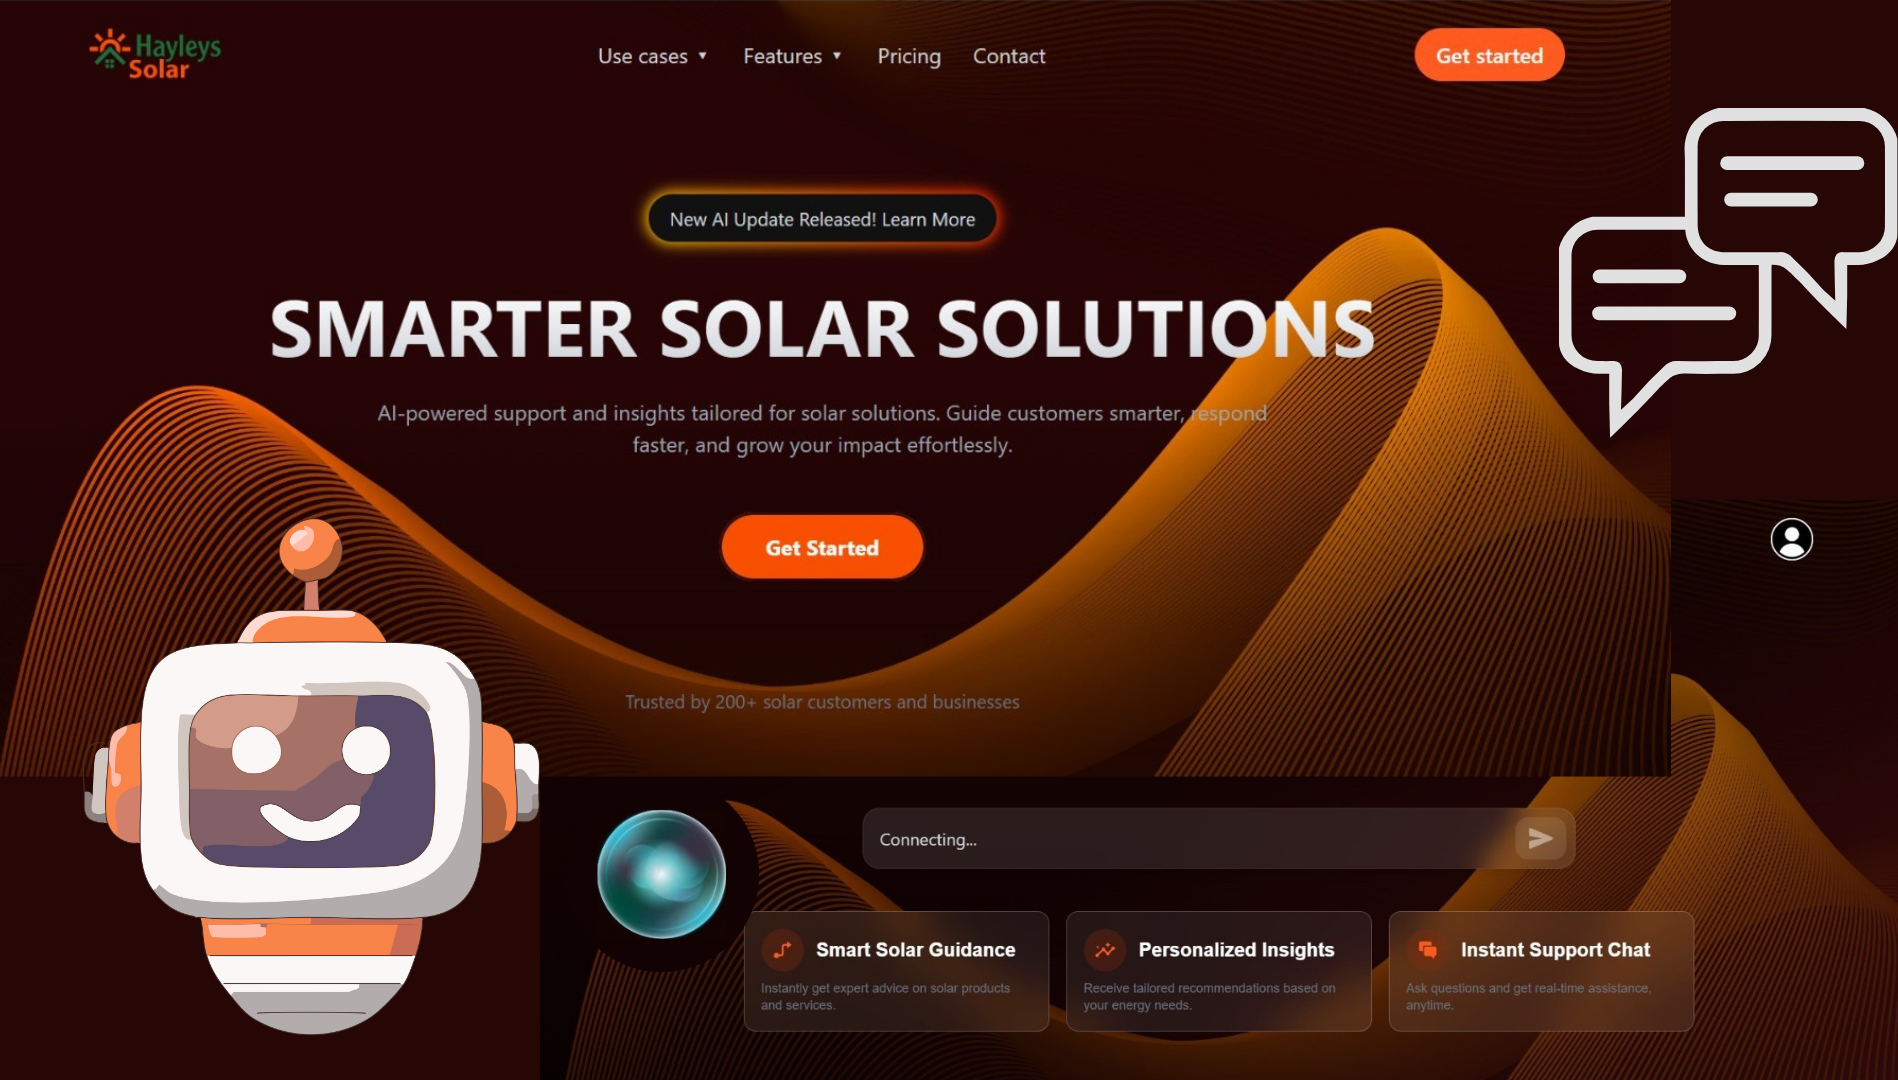 Hayleys
Solar
Use cases ▼
Features ▼
Pricing
Contact
Get started
New AI Update Released! Learn More
SMARTER SOLAR SOLUTIONS
AI-powered support and insights tailored for solar solutions. Guide customers smarter, respond
faster, and grow your impact effortlessly.
Get Started
Trusted by 200+ solar customers and businesses
Connecting...
Smart Solar Guidance
Instantly get expert advice on solar products
and services.
Personalized Insights
Receive tailored recommendations based on
your energy needs.
Instant Support Chat
Ask questions and get real-time assistance,
anytime.